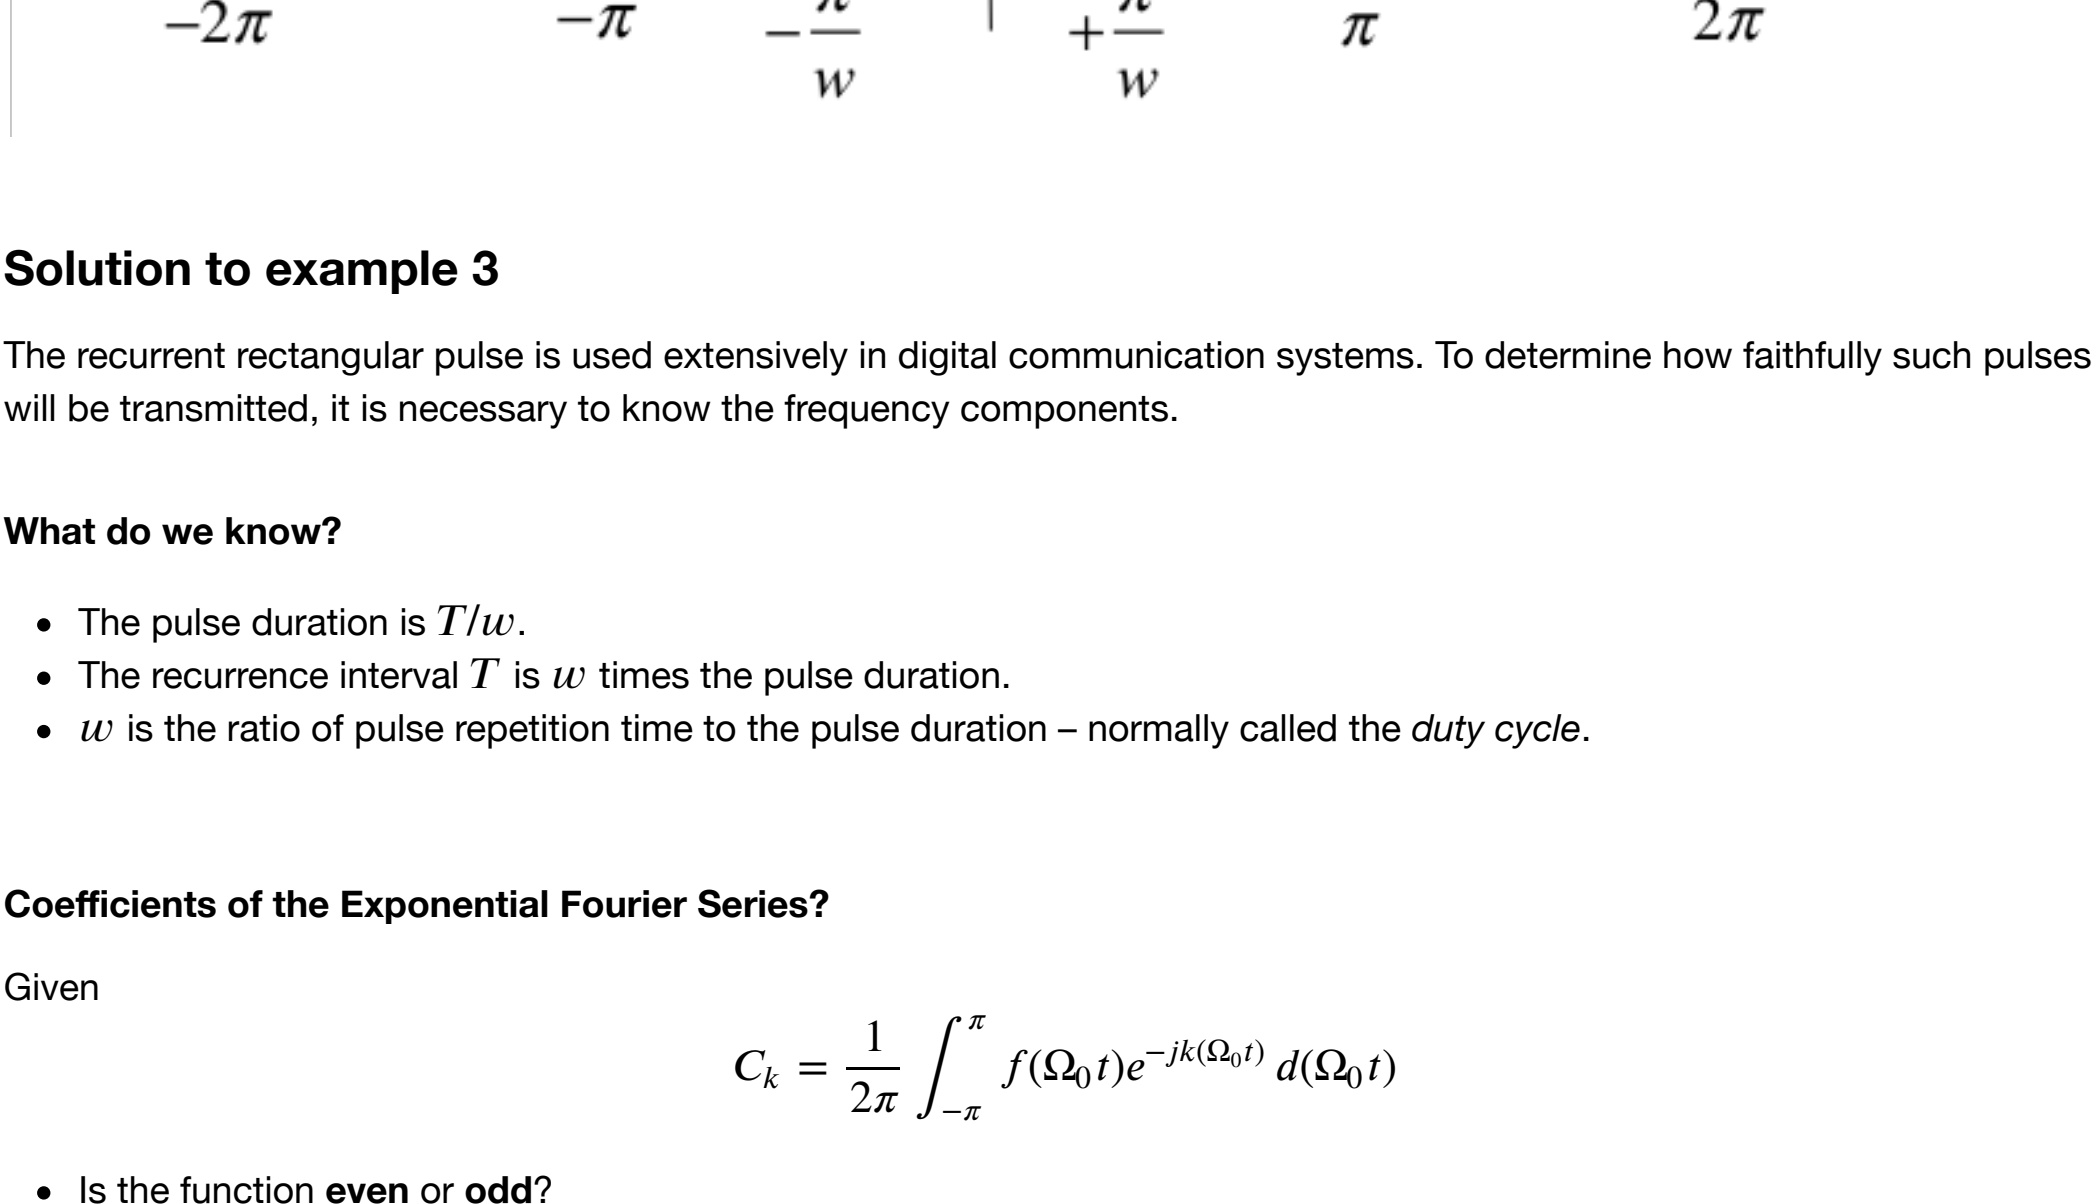 −2π −π −π/w +π/w π 2π
Solution to example 3
The recurrent rectangular pulse is used extensively in digital communication systems. To determine how faithfully such pulses
will be transmitted, it is necessary to know the frequency components.
What do we know?
• The pulse duration is T/w.
• The recurrence interval T is w times the pulse duration.
• w is the ratio of pulse repetition time to the pulse duration – normally called the duty cycle.
Coefficients of the Exponential Fourier Series?
Given
C_k = 1/2π ∫_{−π}^{π} f(Ω₀t)e^{−jk(Ω₀t)} d(Ω₀t)
• Is the function even or odd?